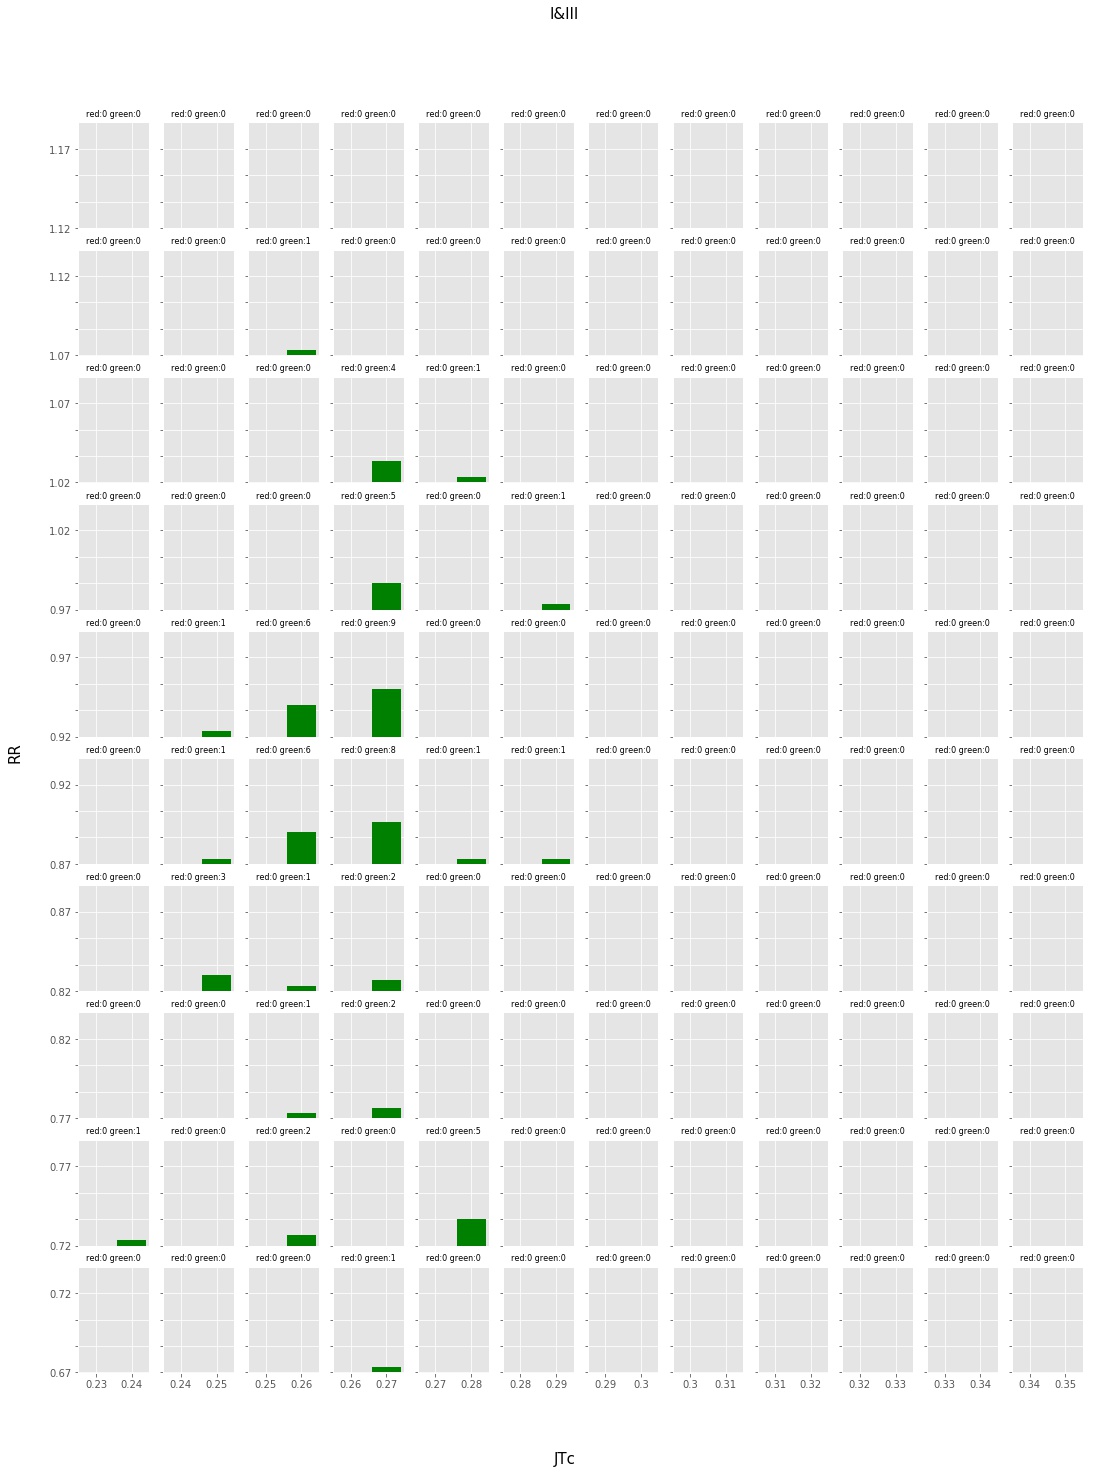 I&III
red:0 green:0 red:0 green:0 red:0 green:0 red:0 green:0 red:0 green:0 red:0 green:0 red:0 green:0 red:0 green:0 red:0 green:0 red:0 green:0 red:0 green:0 red:0 green:0
1.17
1.12
red:0 green:0 red:0 green:0 red:0 green:1 red:0 green:0 red:0 green:0 red:0 green:0 red:0 green:0 red:0 green:0 red:0 green:0 red:0 green:0 red:0 green:0 red:0 green:0
1.12
1.07
red:0 green:0 red:0 green:0 red:0 green:0 red:0 green:4 red:0 green:1 red:0 green:0 red:0 green:0 red:0 green:0 red:0 green:0 red:0 green:0 red:0 green:0 red:0 green:0
1.07
1.02
red:0 green:0 red:0 green:0 red:0 green:0 red:0 green:5 red:0 green:0 red:0 green:1 red:0 green:0 red:0 green:0 red:0 green:0 red:0 green:0 red:0 green:0 red:0 green:0
1.02
0.97
red:0 green:0 red:0 green:1 red:0 green:6 red:0 green:9 red:0 green:0 red:0 green:0 red:0 green:0 red:0 green:0 red:0 green:0 red:0 green:0 red:0 green:0 red:0 green:0
0.97
0.92
RR
red:0 green:0 red:0 green:1 red:0 green:6 red:0 green:8 red:0 green:1 red:0 green:1 red:0 green:0 red:0 green:0 red:0 green:0 red:0 green:0 red:0 green:0 red:0 green:0
0.92
0.87
red:0 green:0 red:0 green:3 red:0 green:1 red:0 green:2 red:0 green:0 red:0 green:0 red:0 green:0 red:0 green:0 red:0 green:0 red:0 green:0 red:0 green:0 red:0 green:0
0.87
0.82
red:0 green:0 red:0 green:0 red:0 green:1 red:0 green:2 red:0 green:0 red:0 green:0 red:0 green:0 red:0 green:0 red:0 green:0 red:0 green:0 red:0 green:0 red:0 green:0
0.82
0.77
red:0 green:1 red:0 green:0 red:0 green:2 red:0 green:0 red:0 green:5 red:0 green:0 red:0 green:0 red:0 green:0 red:0 green:0 red:0 green:0 red:0 green:0 red:0 green:0
0.77
0.72
red:0 green:0 red:0 green:0 red:0 green:0 red:0 green:1 red:0 green:0 red:0 green:0 red:0 green:0 red:0 green:0 red:0 green:0 red:0 green:0 red:0 green:0 red:0 green:0
0.72
0.67
0.23 0.24 0.24 0.25 0.25 0.26 0.26 0.27 0.27 0.28 0.28 0.29 0.29 0.3 0.3 0.31 0.31 0.32 0.32 0.33 0.33 0.34 0.34 0.35
JTc